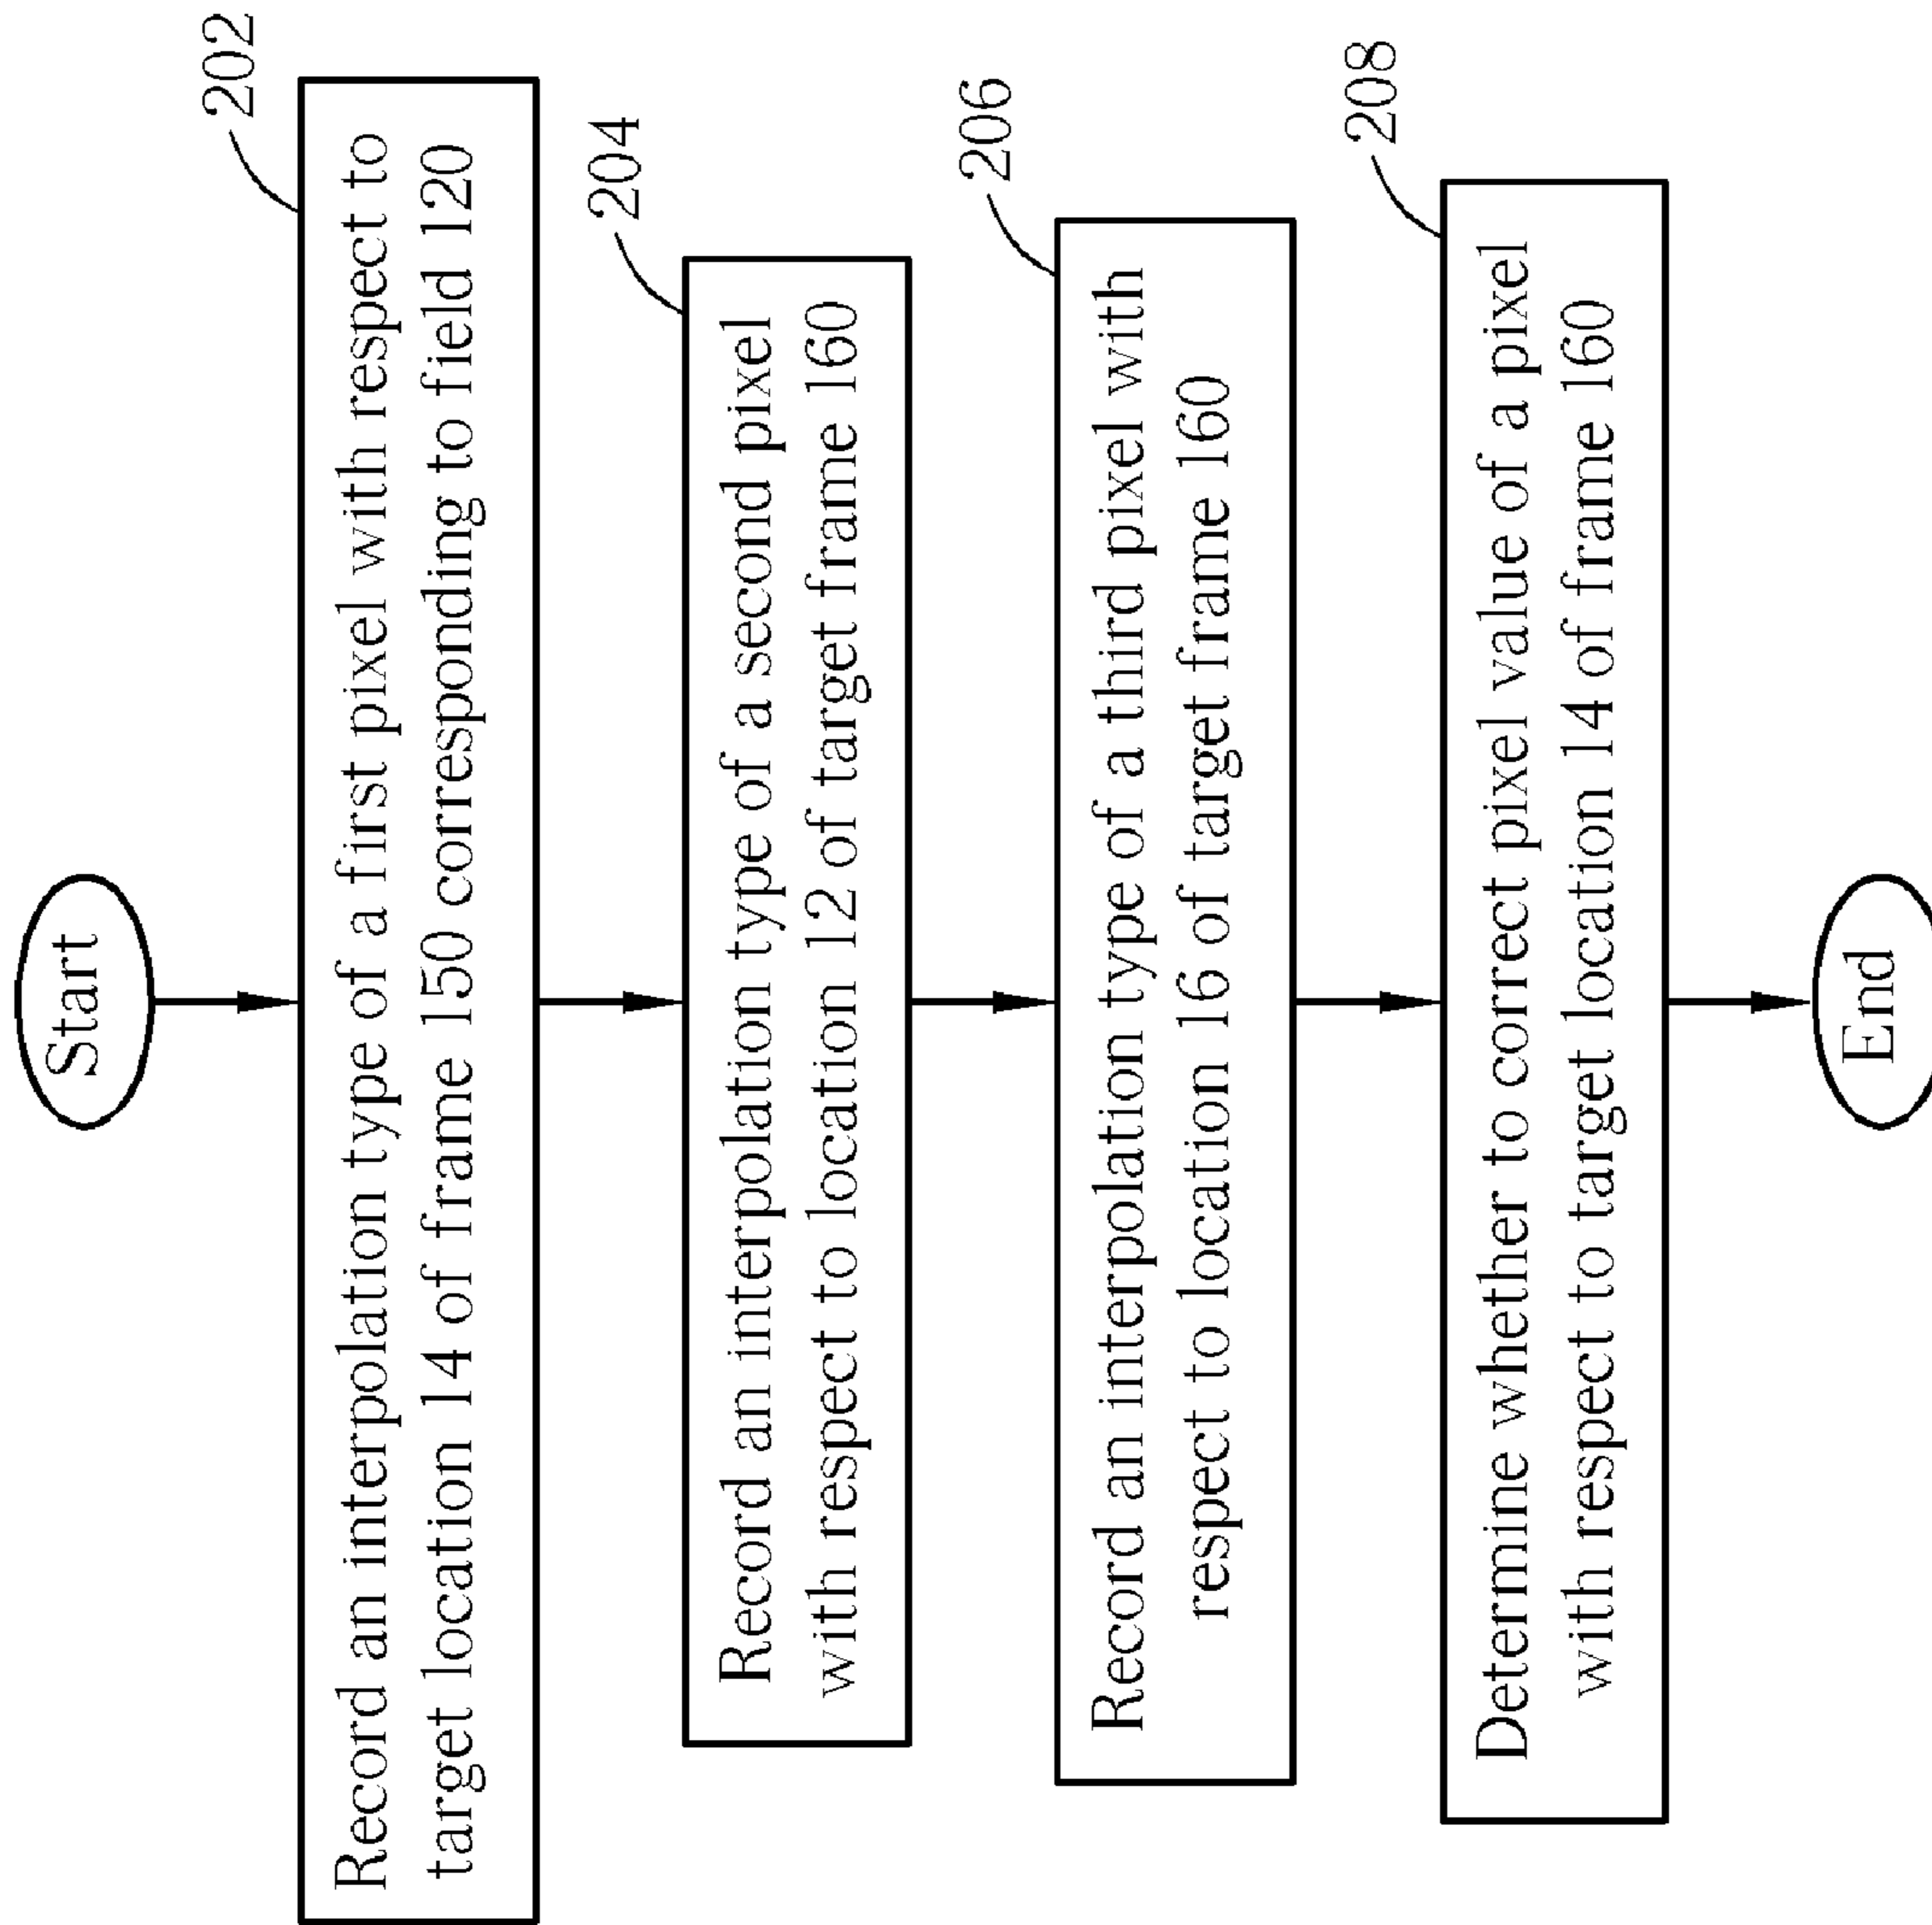 Start
202
Record an interpolation type of a first pixel with respect to
target location 14 of frame 150 corresponding to field 120
204
Record an interpolation type of a second pixel
with respect to location 12 of target frame 160
206
Record an interpolation type of a third pixel with
respect to location 16 of target frame 160
208
Determine whether to correct pixel value of a pixel
with respect to target location 14 of frame 160
End